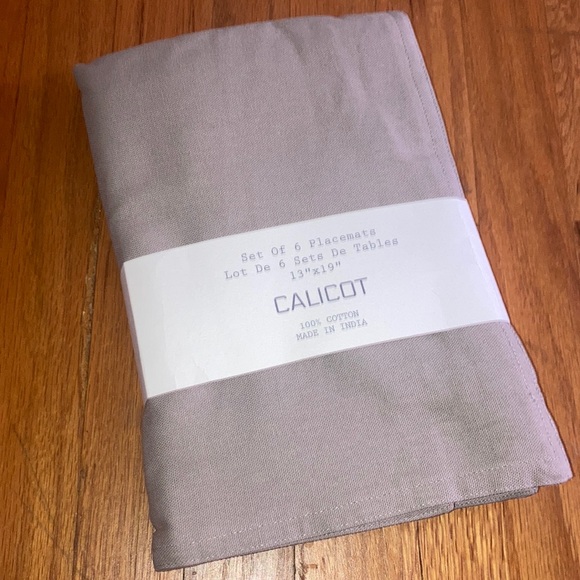 Set Of 6 Placemats
Lot De 6 Sets De Tables
13"x19"
CALICOT
100% COTTON
MADE IN INDIA